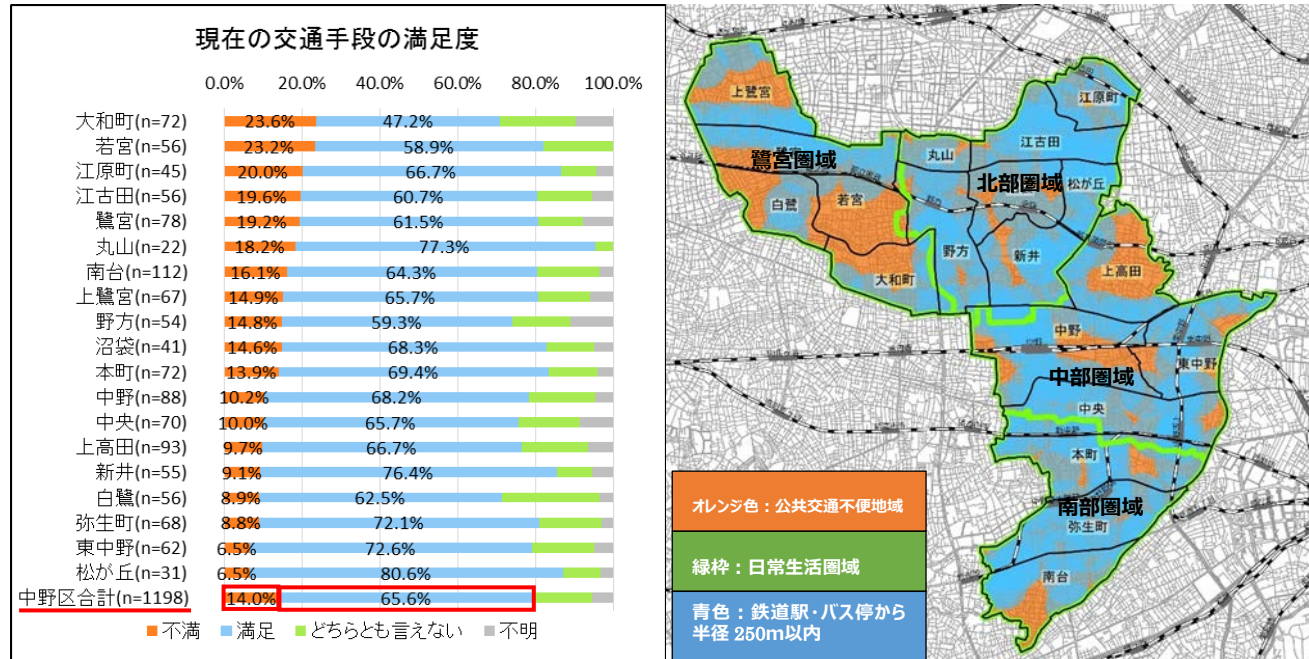 現在の交通手段の満足度
0.0% 20.0% 40.0% 60.0% 80.0% 100.0%
大和町(n=72) 23.6% 47.2%
若宮(n=56) 23.2% 58.9%
江原町(n=45) 20.0% 66.7%
江古田(n=56) 19.6% 60.7%
鷺宮(n=78) 19.2% 61.5%
丸山(n=22) 18.2% 77.3%
南台(n=112) 16.1% 64.3%
上鷺宮(n=67) 14.9% 65.7%
野方(n=54) 14.8% 59.3%
沼袋(n=41) 14.6% 68.3%
本町(n=72) 13.9% 69.4%
中野(n=88) 10.2% 68.2%
中央(n=70) 10.0% 65.7%
上高田(n=93) 9.7% 66.7%
新井(n=55) 9.1% 76.4%
白鷺(n=56) 8.9% 62.5%
弥生町(n=68) 8.8% 72.1%
東中野(n=62) 6.5% 72.6%
松が丘(n=31) 6.5% 80.6%
中野区合計(n=1198) 14.0% 65.6%
不満 満足 どちらとも言えない 不明
上鷺宮
江原町
丸山
江古田
鷺宮圏域
北部圏域
松が丘
白鷺
若宮
野方
新井
大和町
上高田
中野
東中野
中部圏域
中央
本町
南部圏域
弥生町
南台
オレンジ色：公共交通不便地域
緑枠：日常生活圏域
青色：鉄道駅・バス停から
半径 250m以内